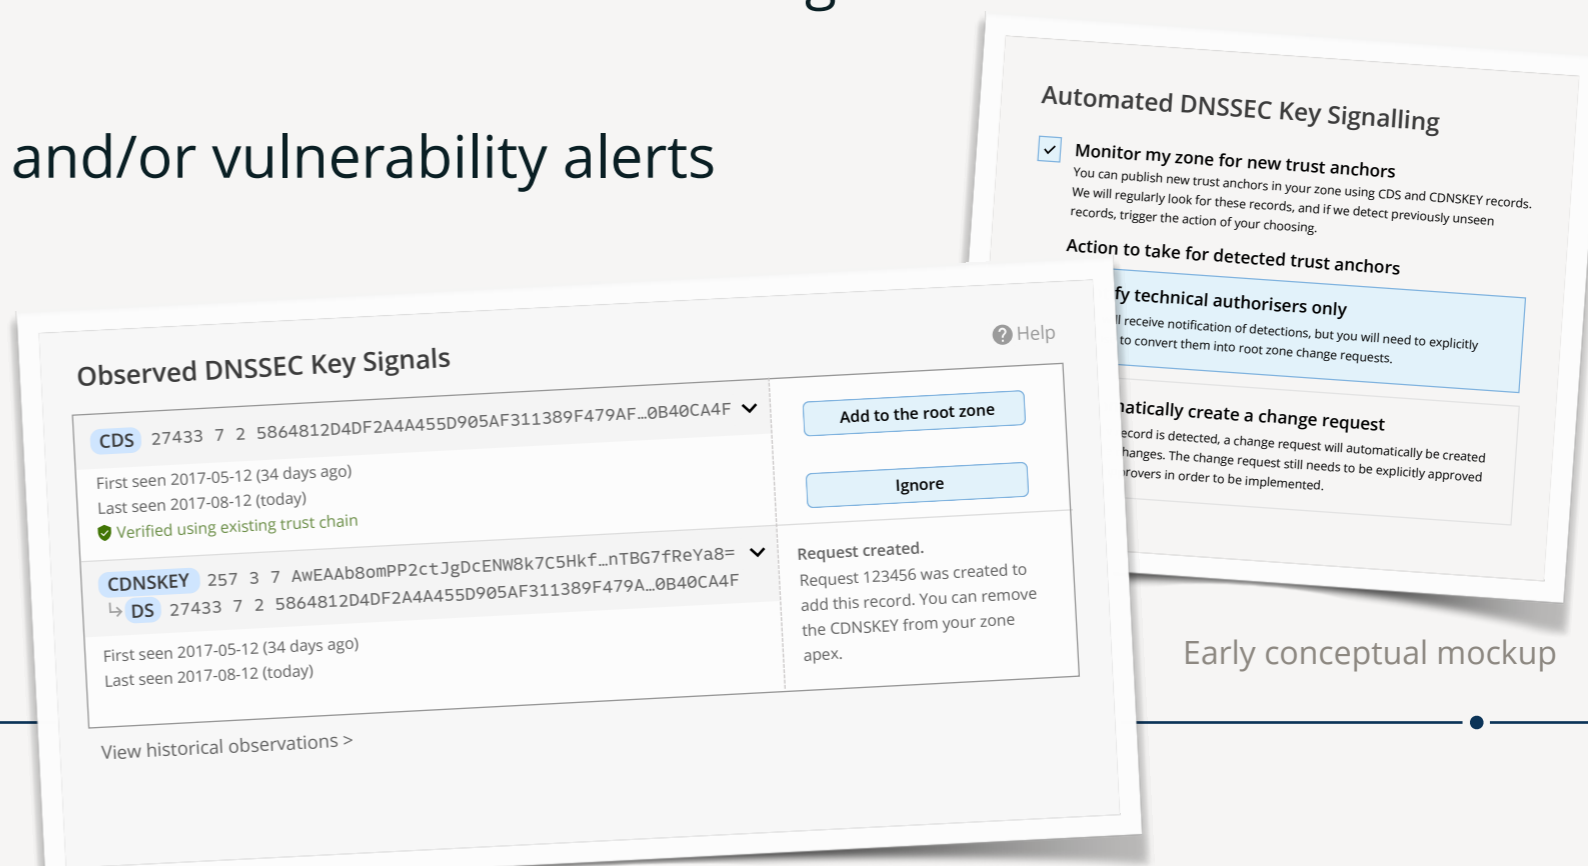 g
and/or vulnerability alerts
Automated DNSSEC Key Signalling
Monitor my zone for new trust anchors
You can publish new trust anchors in your zone using CDS and CDNSKEY records.
We will regularly look for these records, and if we detect previously unseen
records, trigger the action of your choosing.
Action to take for detected trust anchors
fy technical authorisers only
ll receive notification of detections, but you will need to explicitly
to convert them into root zone change requests.
natically create a change request
ecord is detected, a change request will automatically be created
hanges. The change request still needs to be explicitly approved
rovers in order to be implemented.
Observed DNSSEC Key Signals
Help
CDS 27433 7 2 5864812D4DF2A4A455D905AF311389F479AF…0B40CA4F
First seen 2017-05-12 (34 days ago)
Last seen 2017-08-12 (today)
Verified using existing trust chain
Add to the root zone
Ignore
CDNSKEY 257 3 7 AwEAAb8omPP2ctJgDcENW8k7C5Hkf…nTBG7fReYa8=
DS 27433 7 2 5864812D4DF2A4A455D905AF311389F479A…0B40CA4F
First seen 2017-05-12 (34 days ago)
Last seen 2017-08-12 (today)
Request created.
Request 123456 was created to
add this record. You can remove
the CDNSKEY from your zone
apex.
View historical observations >
Early conceptual mockup